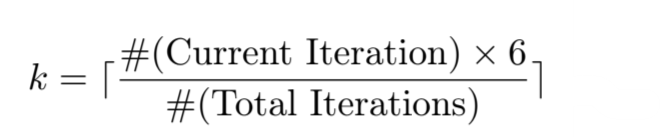 k = ⌈ #(Current Iteration) × 6 / #(Total Iterations) ⌉